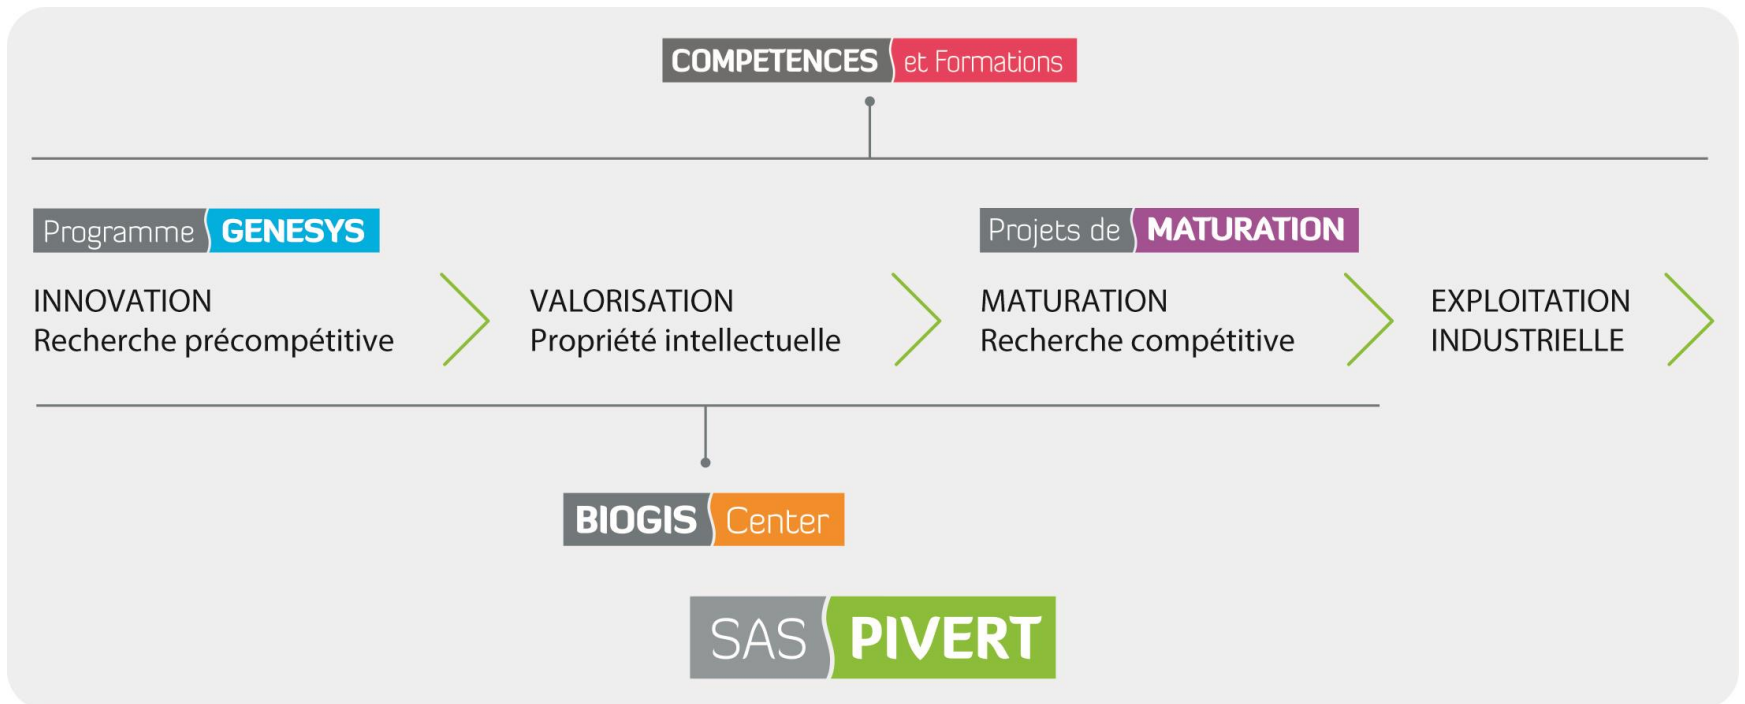 COMPETENCES et Formations
Programme GENESYS
Projets de MATURATION
INNOVATION
Recherche précompétitive
VALORISATION
Propriété intellectuelle
MATURATION
Recherche compétitive
EXPLOITATION
INDUSTRIELLE
BIOGIS Center
SAS PIVERT